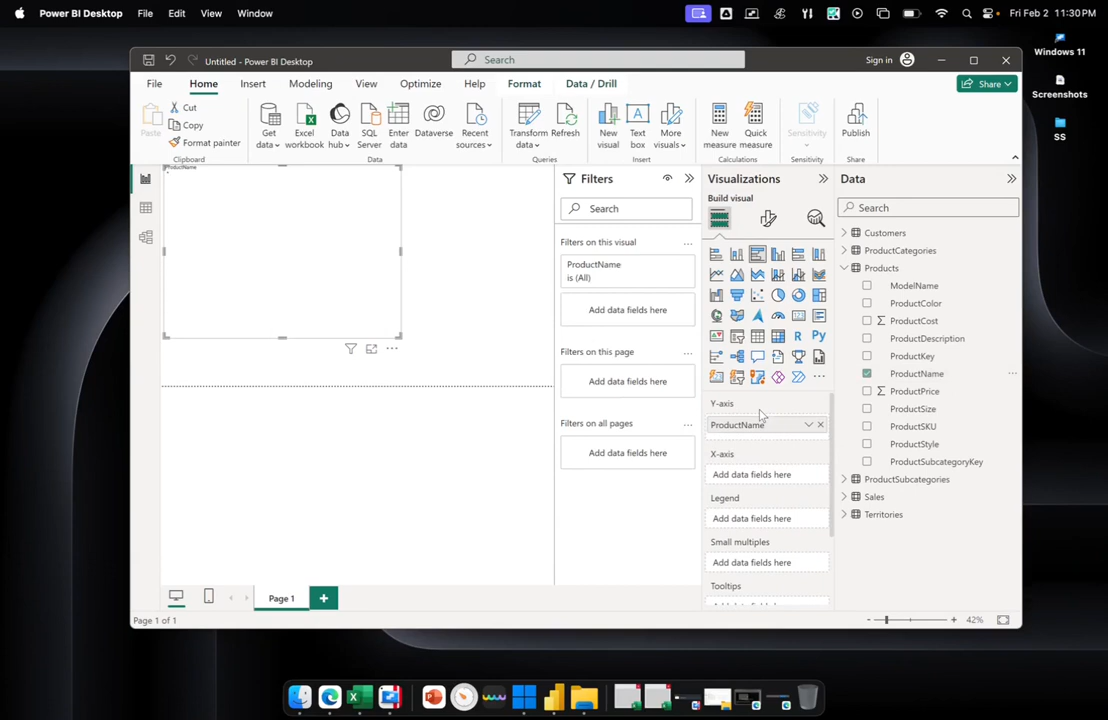 Power BI Desktop File Edit View Window
Fri Feb 2 11:30PM
Windows 11
Screenshots
SS
Untitled - Power BI Desktop
Search
Sign in
File Home Insert Modeling View Optimize Help Format Data / Drill
Share
Paste
Cut
Copy
Format painter
Get data
Excel workbook
Data hub
SQL Server
Enter data
Dataverse
Recent sources
Transform data
Refresh
New visual
Text box
More visuals
New measure
Quick measure
Sensitivity
Publish
Clipboard
Data
Queries
Insert
Calculations
Sensitivity
Share
ProductName
Filters
Search
Filters on this visual
ProductName
is (All)
Add data fields here
Filters on this page
Add data fields here
Filters on all pages
Add data fields here
Visualizations
Build visual
R
Py
Y-axis
ProductName
X-axis
Add data fields here
Legend
Add data fields here
Small multiples
Add data fields here
Tooltips
Data
Search
Customers
ProductCategories
Products
ModelName
ProductColor
ProductCost
ProductDescription
ProductKey
ProductName
ProductPrice
ProductSize
ProductSKU
ProductStyle
ProductSubcategoryKey
ProductSubcategories
Sales
Territories
Page 1
Page 1 of 1
42%